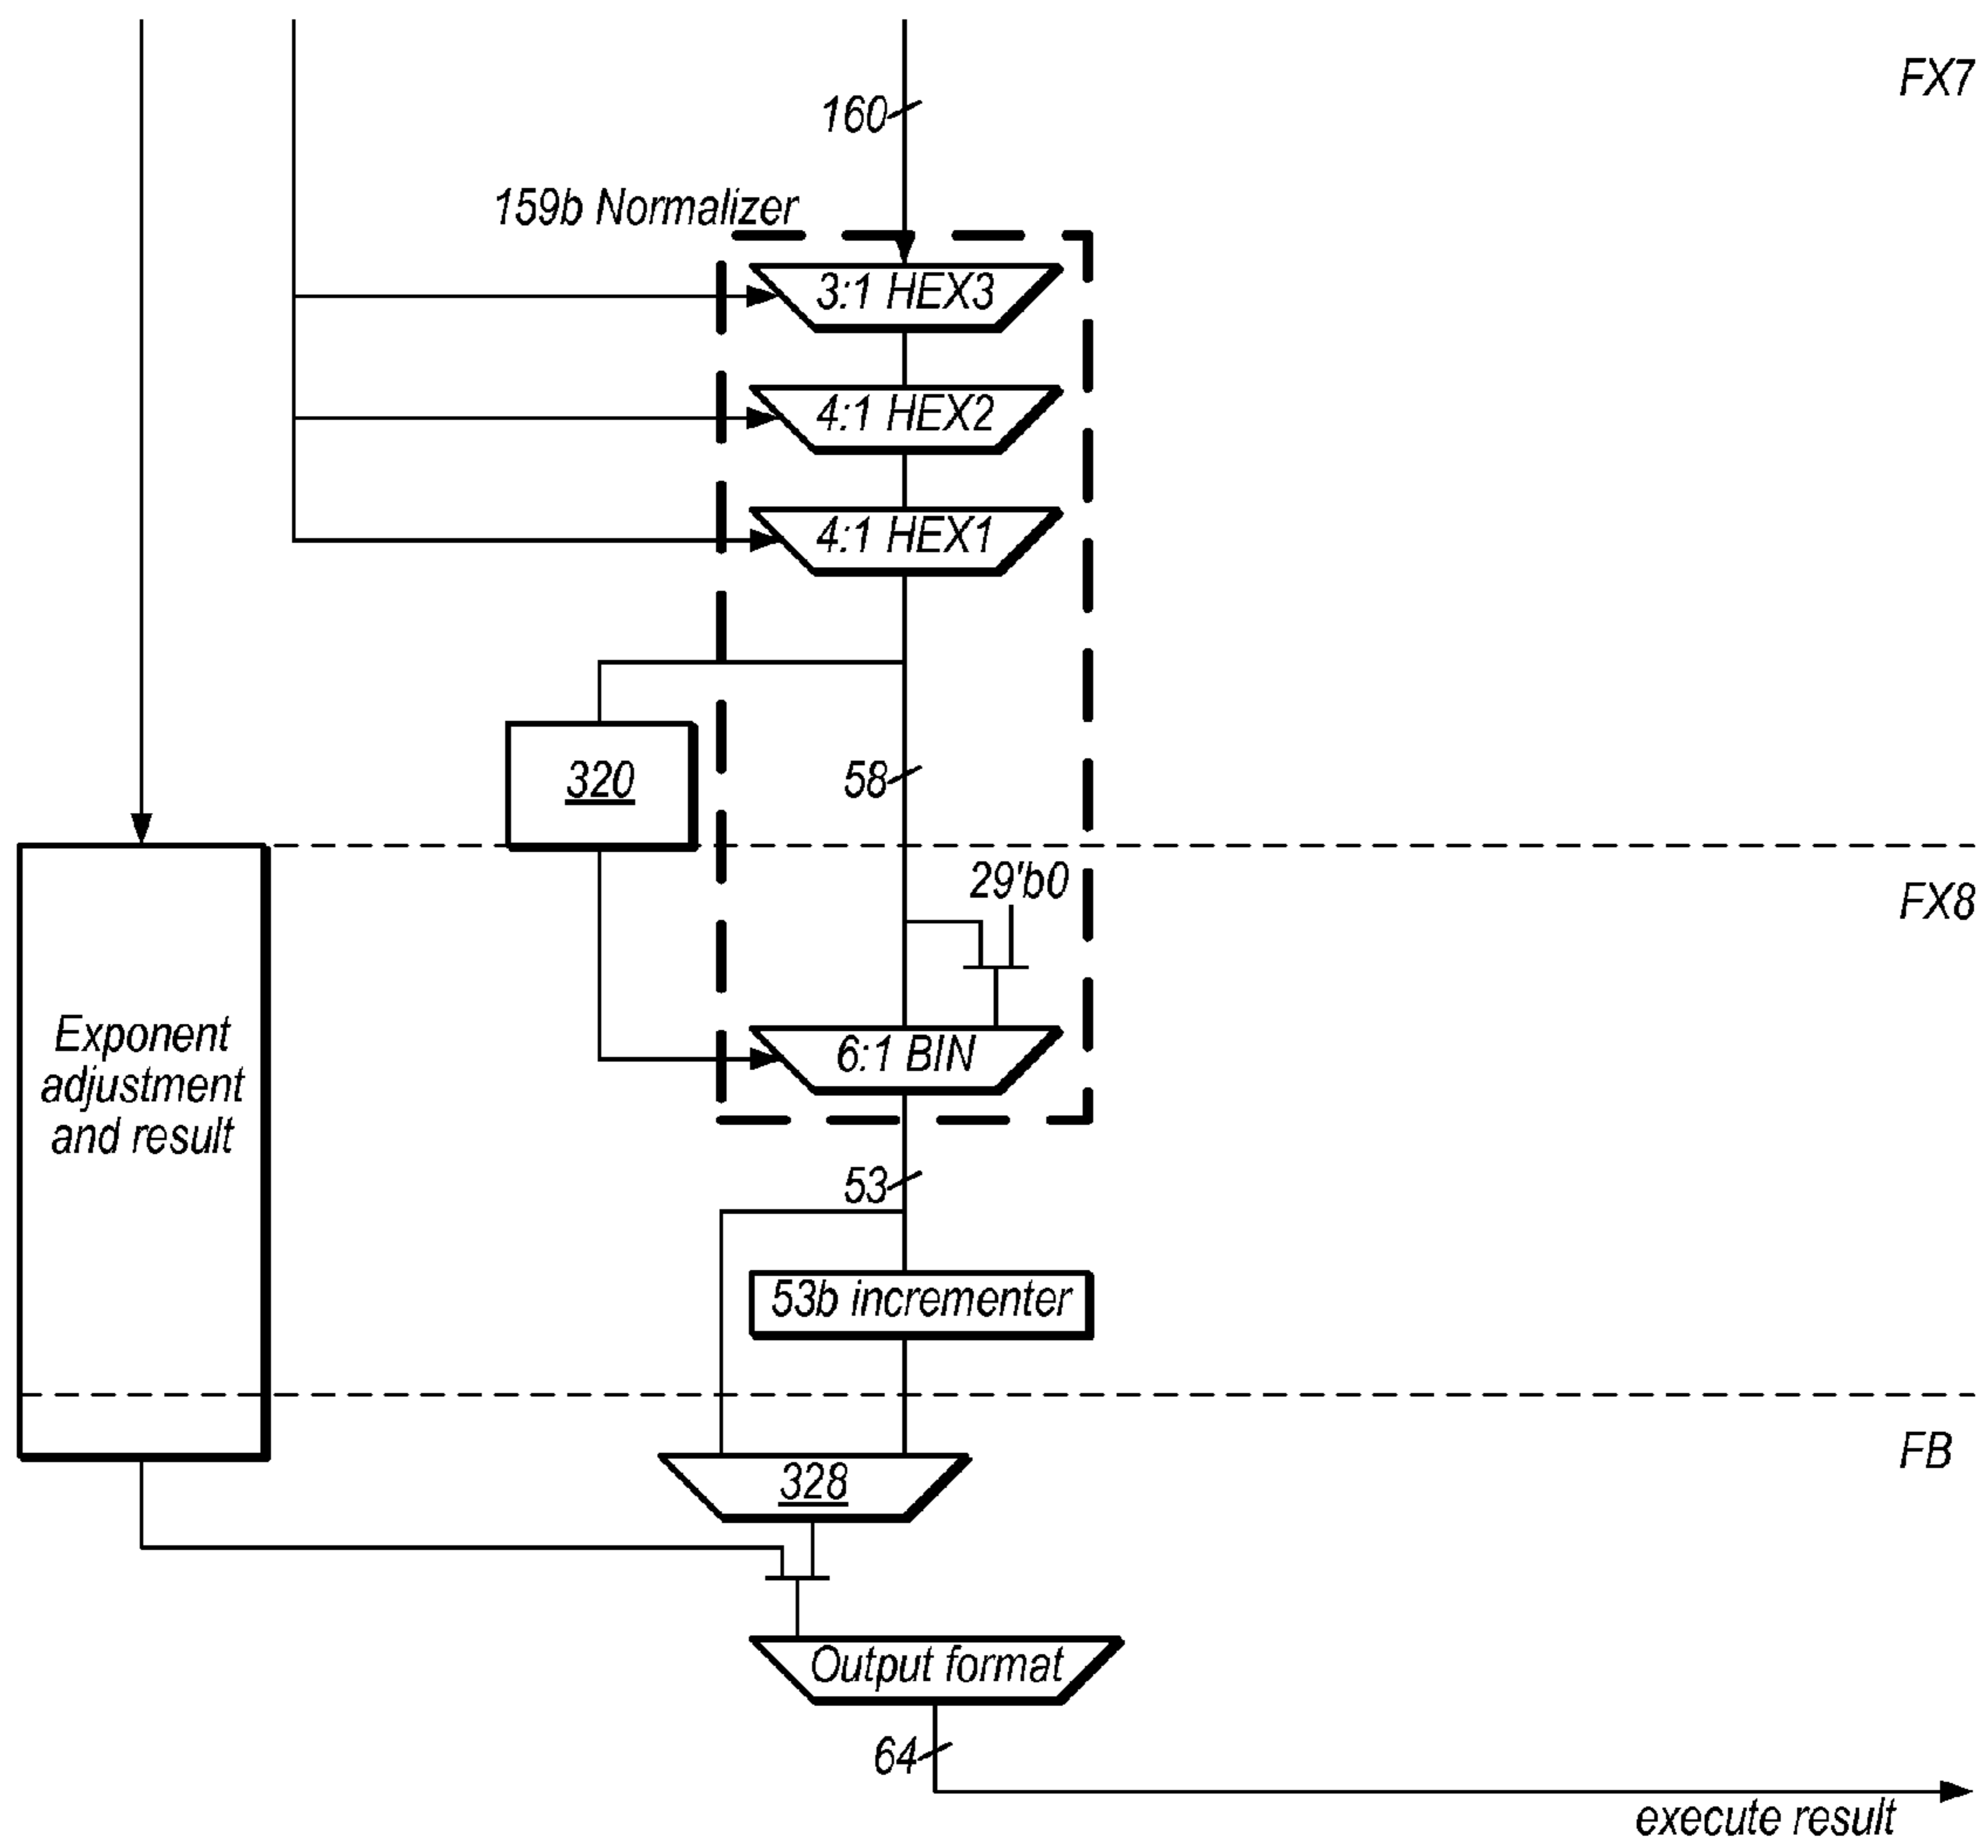 FX7
160
159b Normalizer
3:1 HEX3
4:1 HEX2
4:1 HEX1
320
58
29'b0
FX8
6:1 BIN
Exponent
adjustment
and result
53
53b incrementer
FB
328
Output format
64
execute result